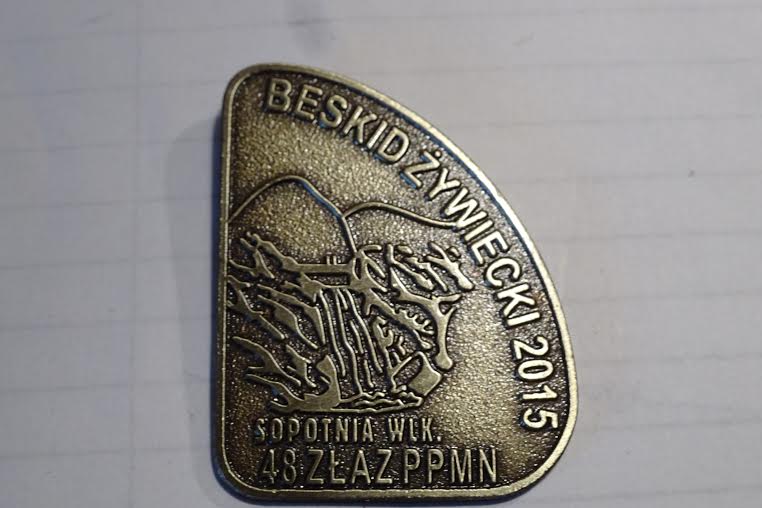 BESKID ŻYWIECKI 2015
SOPOTNIA WLK.
48 ZŁAZ PPMN